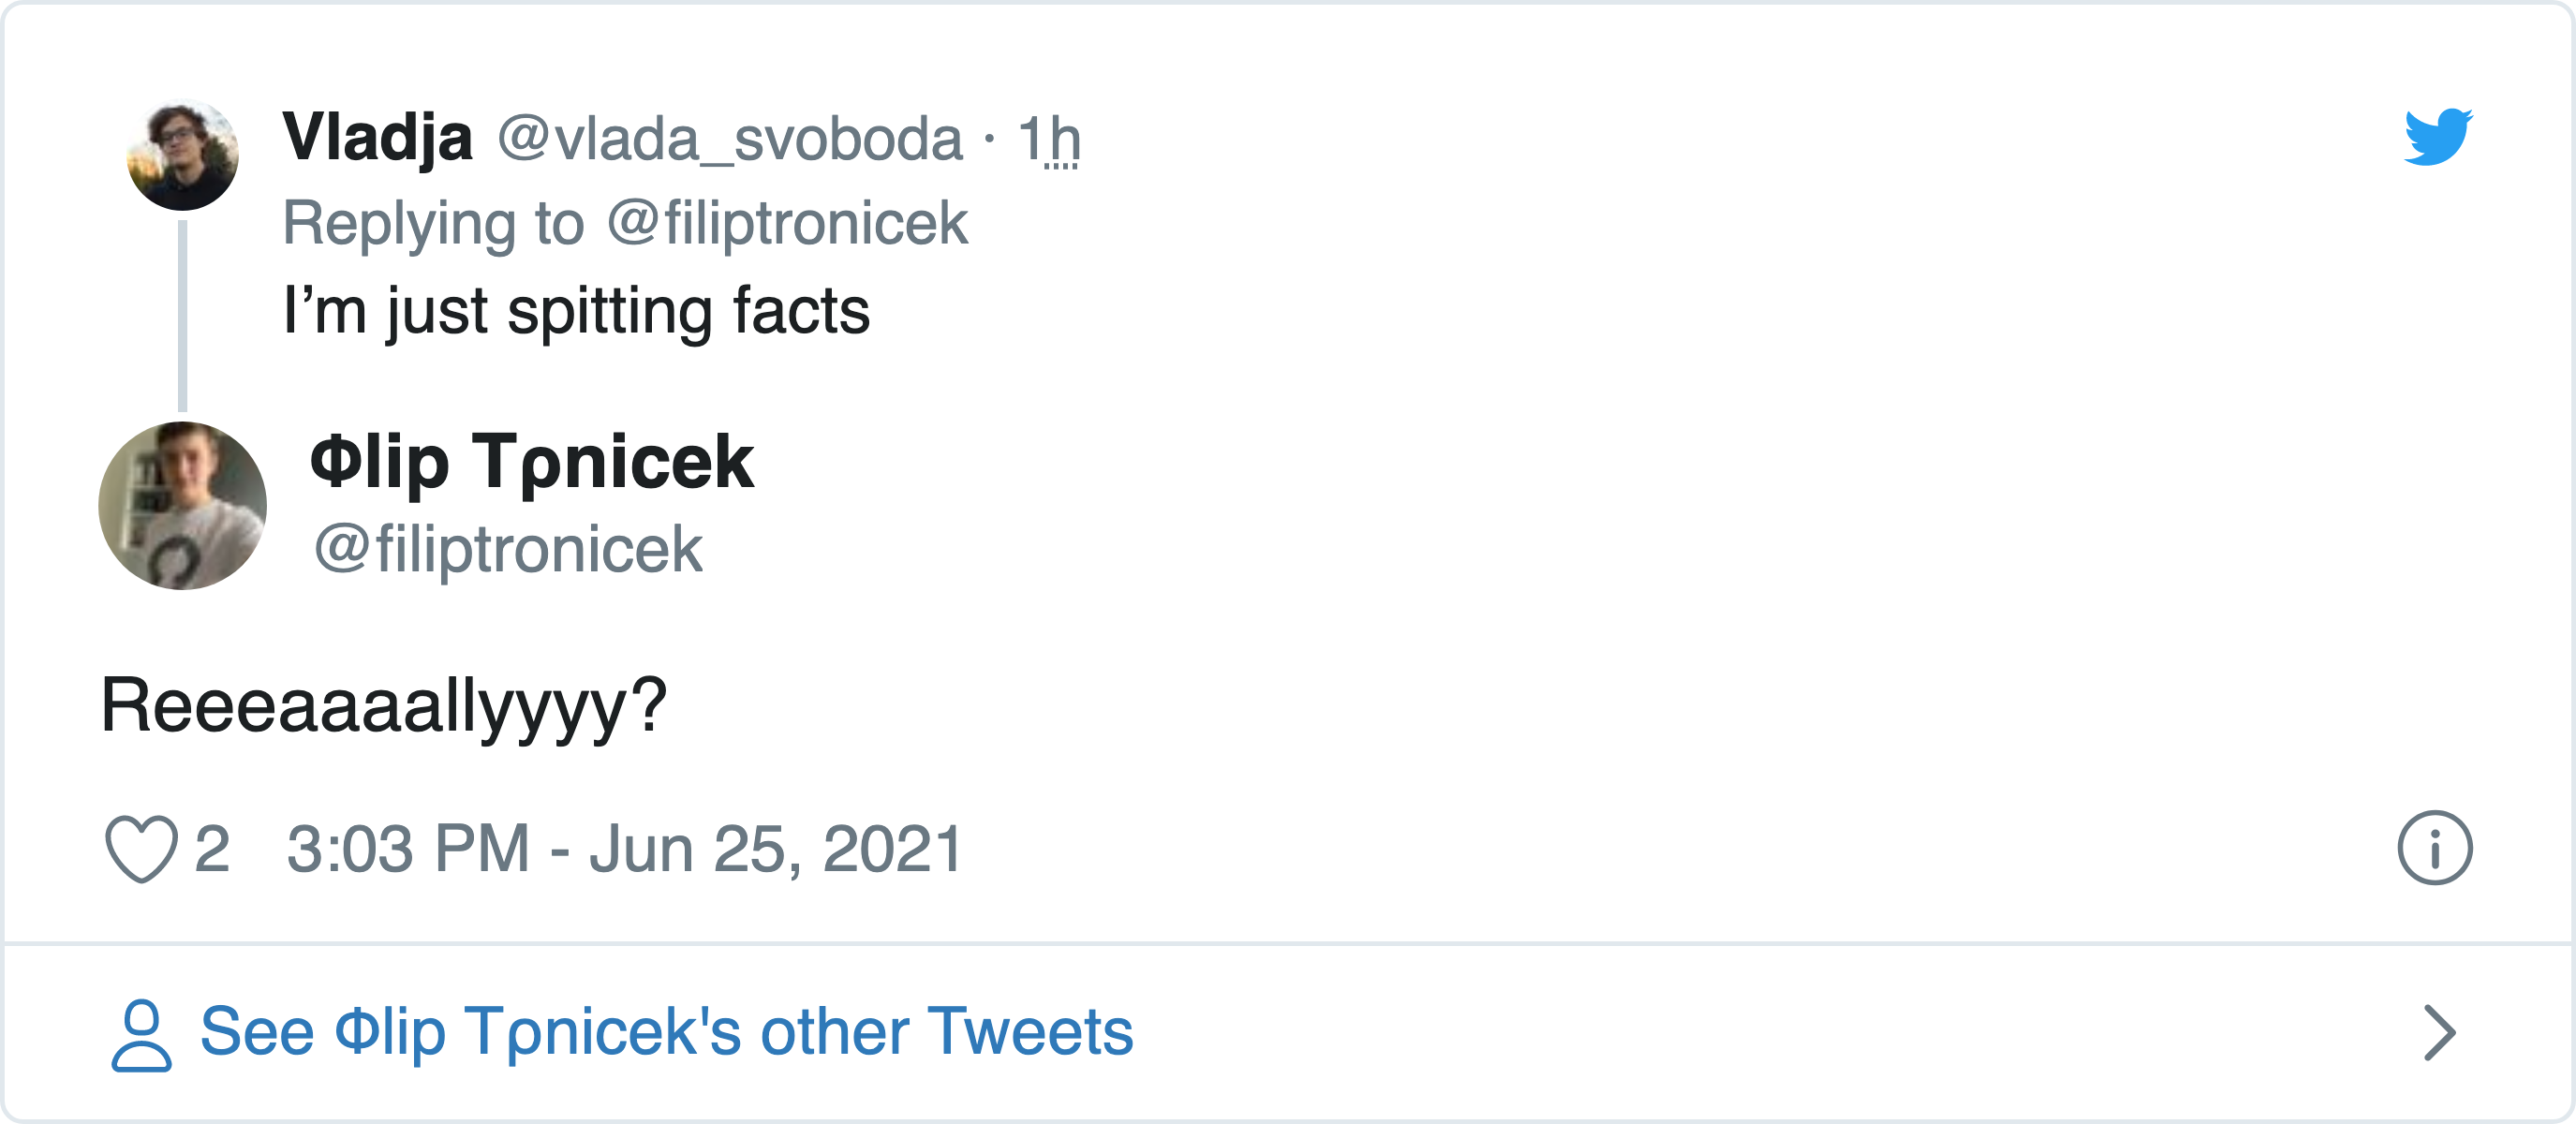 Vladja @vlada_svoboda · 1h
Replying to @filiptronicek
I’m just spitting facts
Φlip Tρnicek
@filiptronicek
Reeeaaaallyyyy?
2 3:03 PM - Jun 25, 2021
See Φlip Tρnicek's other Tweets